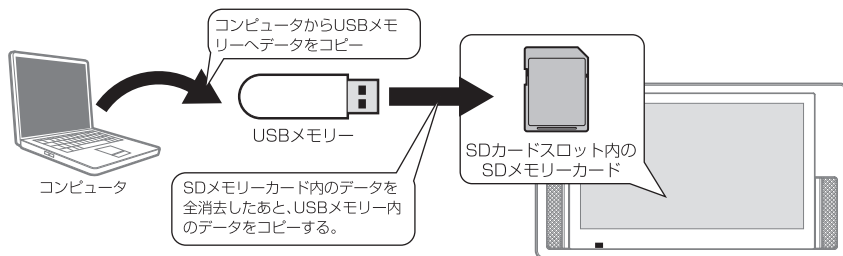 コンピュータからUSBメモ
リーへデータをコピー
コンピュータ
USBメモリー
SDメモリーカード内のデータを
全消去したあと、USBメモリー内
のデータをコピーする。
SDカードスロット内の
SDメモリーカード